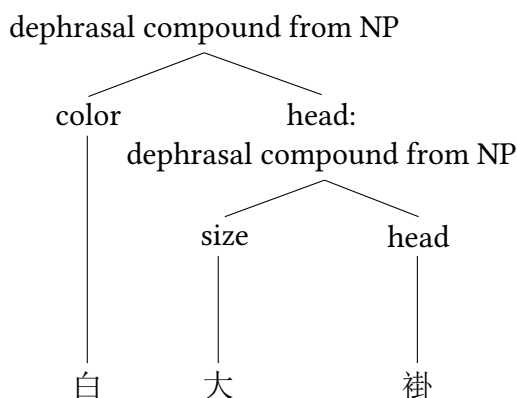 dephrasal compound from NP
color
head:
dephrasal compound from NP
size
head
白
大
褂